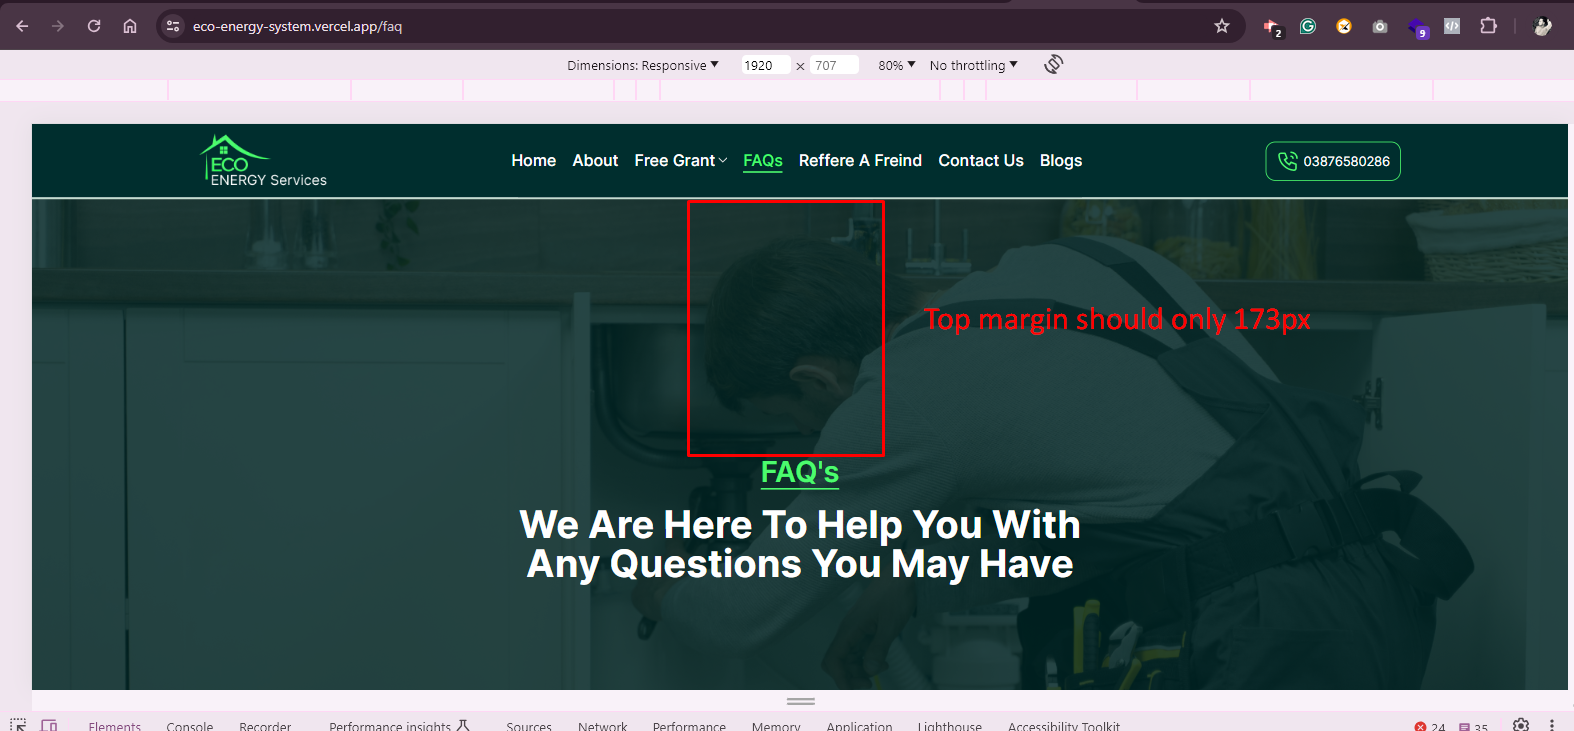 eco-energy-system.vercel.app/faq
2
9
Dimensions: Responsive 1920 × 707 80% No throttling
ECO
ENERGY Services
Home About Free Grant FAQs Reffere A Freind Contact Us Blogs
03876580286
Top margin should only 173px
FAQ's
We Are Here To Help You With
Any Questions You May Have
Elements Console Recorder Performance insights Sources Network Performance Memory Application Lighthouse Accessibility Toolkit 24 35